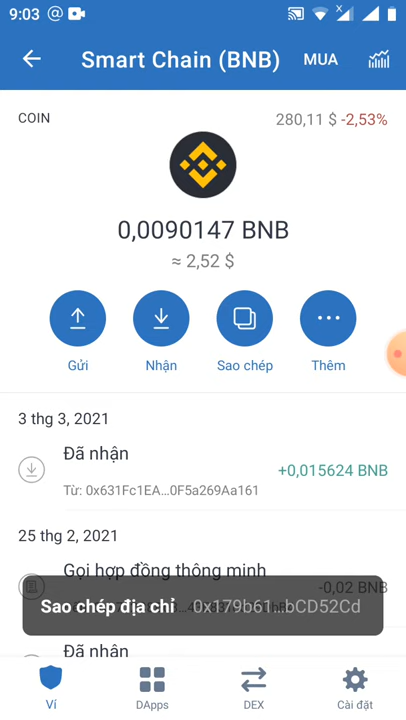 9:03
Smart Chain (BNB) MUA
COIN
280,11 $ -2,53%
0,0090147 BNB
≈ 2,52 $
Gửi Nhận Sao chép Thêm
3 thg 3, 2021
Đã nhận
+0,015624 BNB
Từ: 0x631Fc1EA...0F5a269Aa161
25 thg 2, 2021
Gọi hợp đồng thông minh
-0,02 BNB
Sao chép địa chỉ 0x179b61...bCD52Cd
Đã nhận
Ví DApps DEX Cài đặt